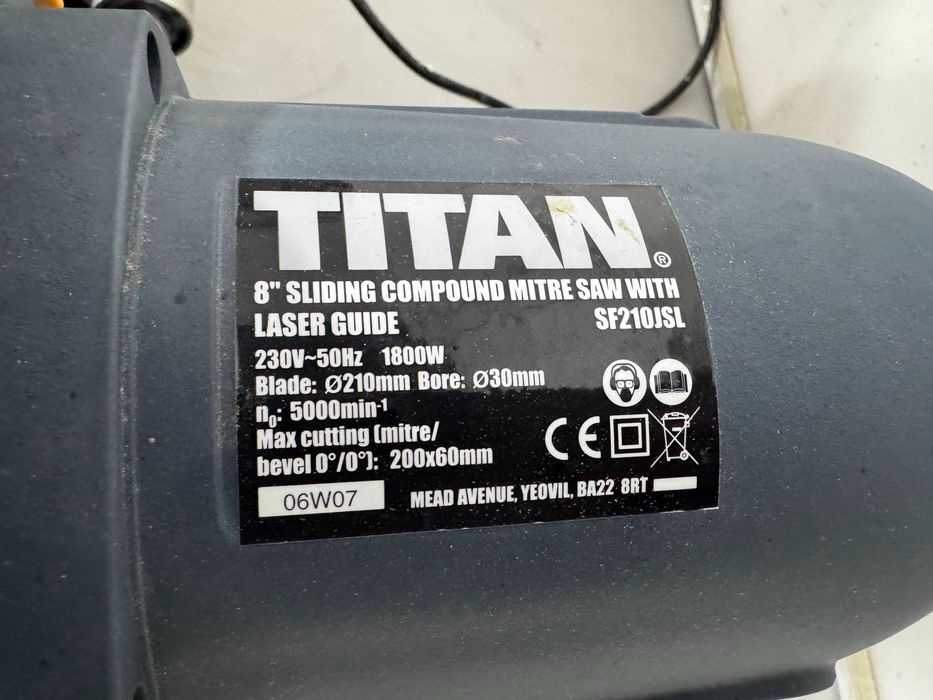 TITAN®
8" SLIDING COMPOUND MITRE SAW WITH
LASER GUIDE SF210JSL
230V~50Hz 1800W
Blade: Ø210mm Bore: Ø30mm
n₀: 5000min⁻¹
Max cutting (mitre/
bevel 0°/0°): 200x60mm
CE
06W07 MEAD AVENUE, YEOVIL, BA22 8RT